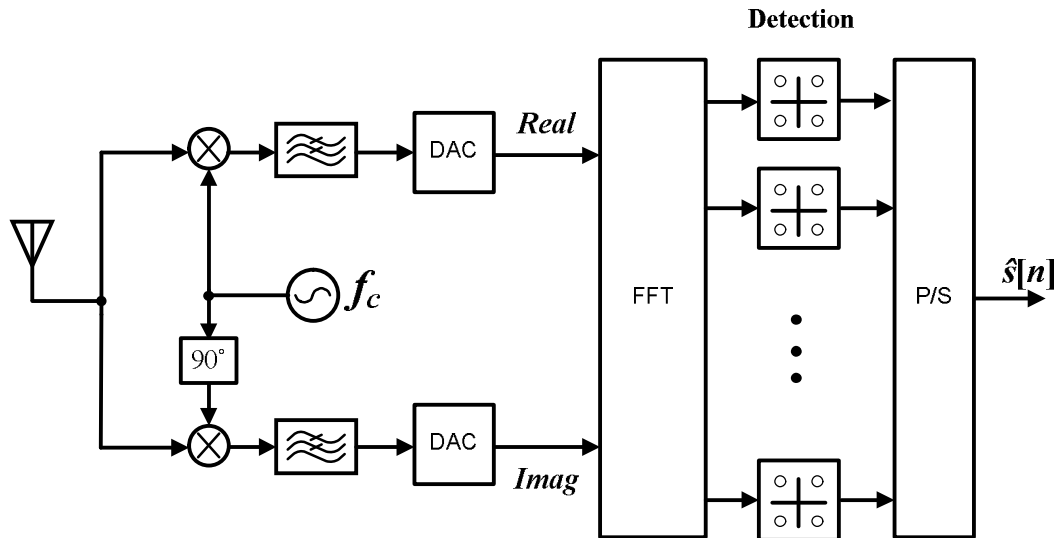 Detection
Real
DAC
FFT
P/S
ŝ[n]
f_c
90°
DAC
Imag